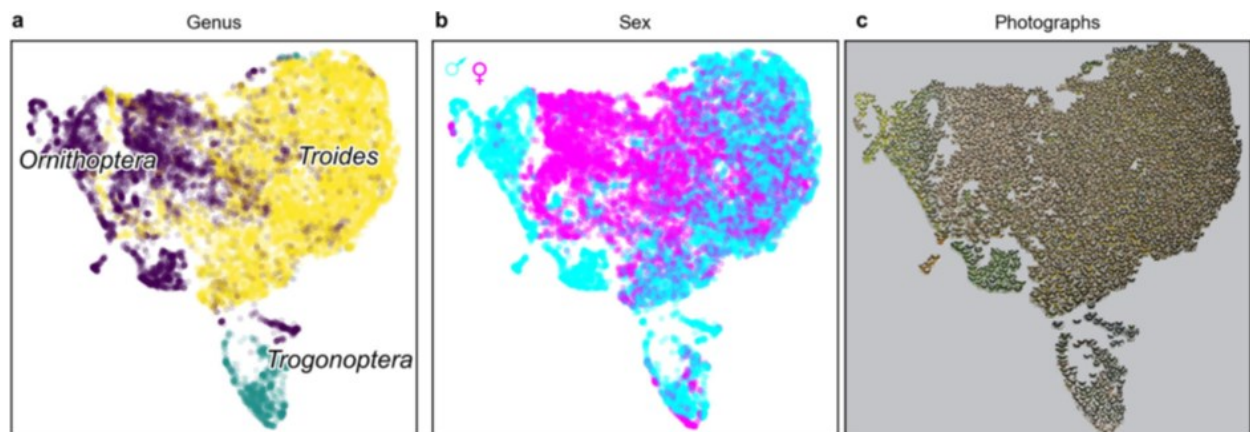 a Genus
b Sex
c Photographs
♂ ♀
Ornithoptera
Troides
Trogonoptera